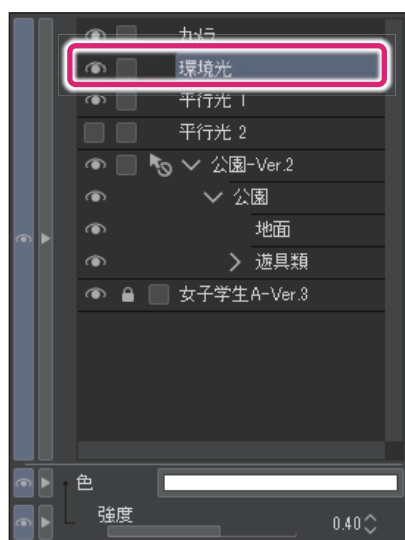 カメラ
環境光
平行光 1
平行光 2
公園-Ver.2
公園
地面
遊具類
女子学生A-Ver.3
色
強度
0.40